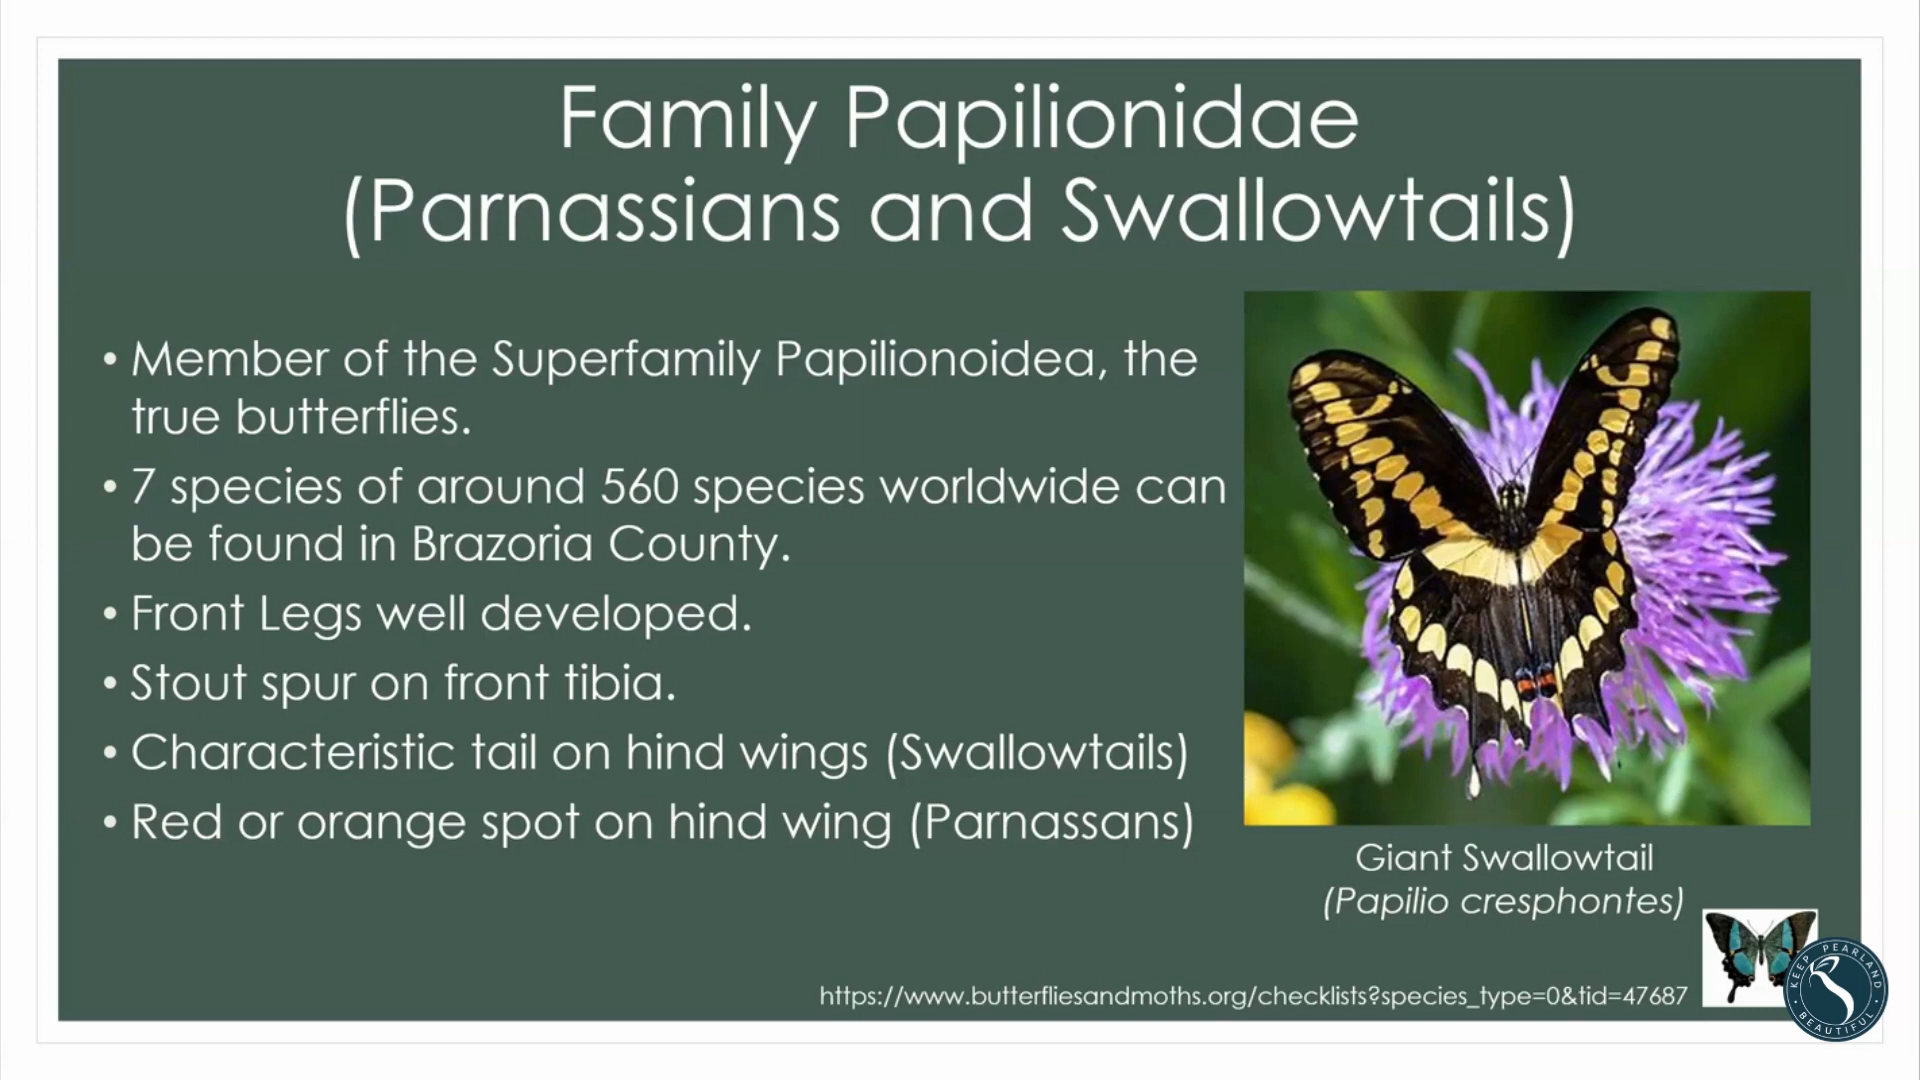 Family Papilionidae
(Parnassians and Swallowtails)
• Member of the Superfamily Papilionoidea, the
true butterflies.
• 7 species of around 560 species worldwide can
be found in Brazoria County.
• Front Legs well developed.
• Stout spur on front tibia.
• Characteristic tail on hind wings (Swallowtails)
• Red or orange spot on hind wing (Parnassans)
Giant Swallowtail
(Papilio cresphontes)
https://www.butterfliesandmoths.org/checklists?species_type=0&tid=47687
KEEP PEARLAND
BEAUTIFUL